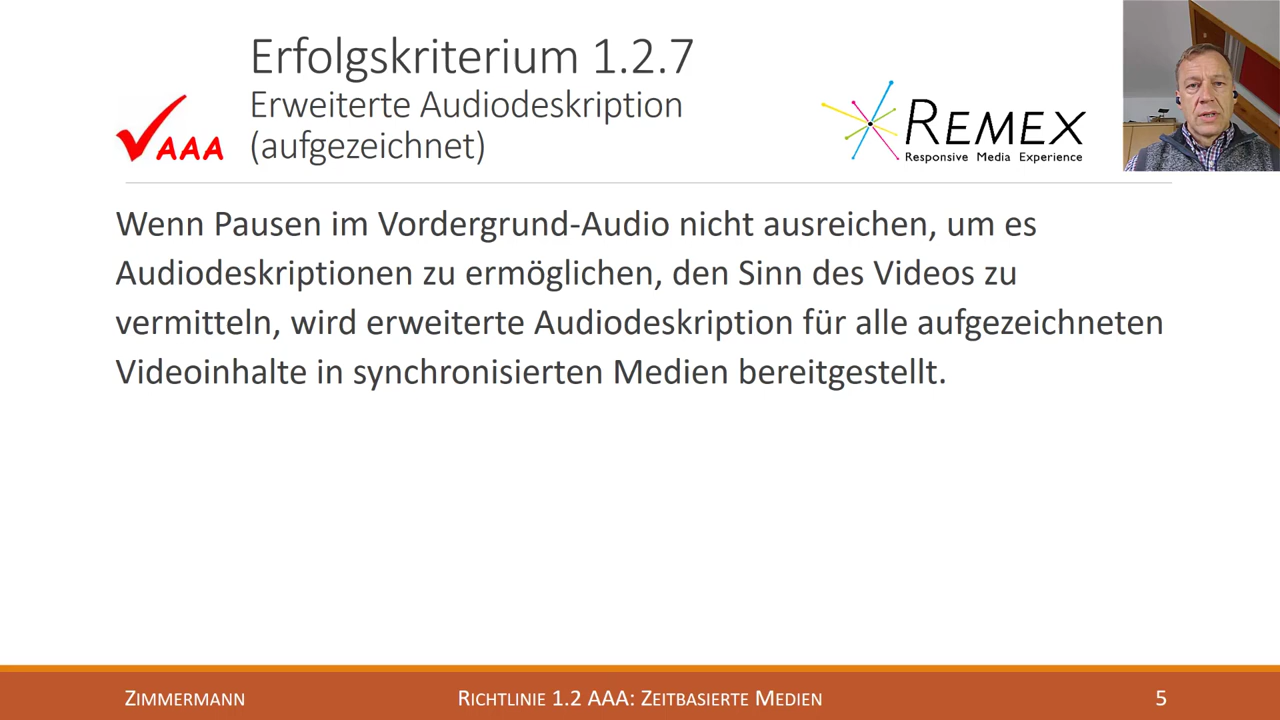 Erfolgskriterium 1.2.7
Erweiterte Audiodeskription
(aufgezeichnet)
AAA
REMEX
Responsive Media Experience
Wenn Pausen im Vordergrund-Audio nicht ausreichen, um es
Audiodeskriptionen zu ermöglichen, den Sinn des Videos zu
vermitteln, wird erweiterte Audiodeskription für alle aufgezeichneten
Videoinhalte in synchronisierten Medien bereitgestellt.
ZIMMERMANN
RICHTLINIE 1.2 AAA: ZEITBASIERTE MEDIEN
5